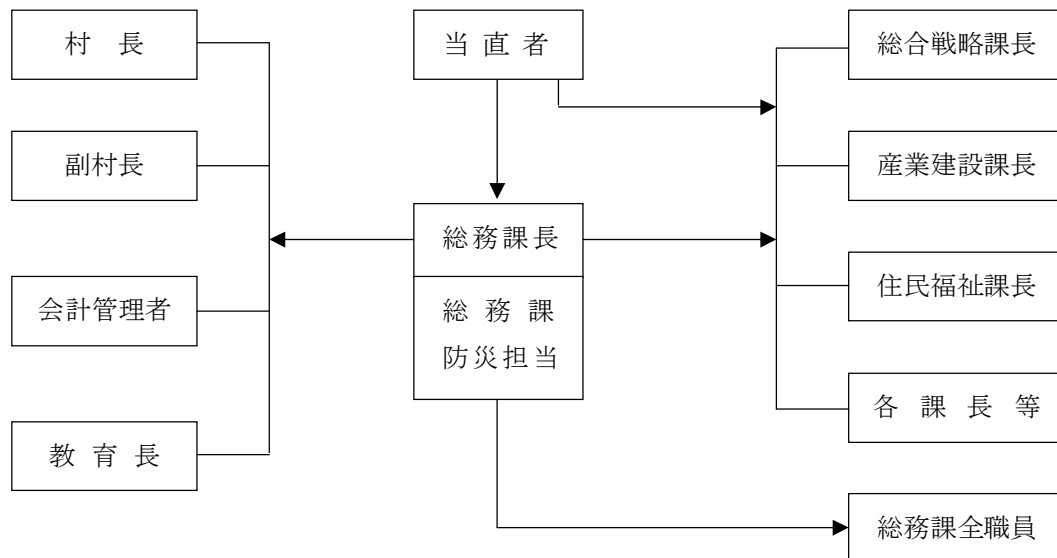 村　長
副村長
会計管理者
教 育 長
当 直 者
総務課長
総 務 課
防災担当
総合戦略課長
産業建設課長
住民福祉課長
各 課 長 等
総務課全職員